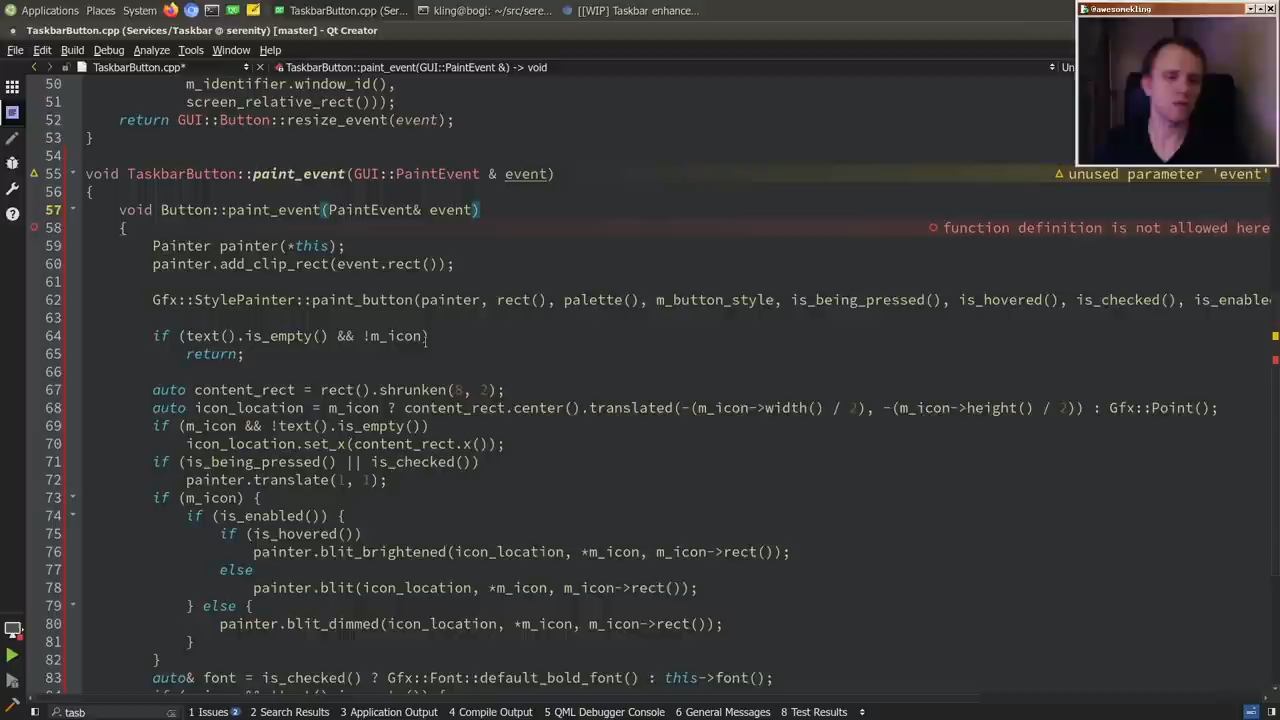 Applications Places System TaskbarButton.cpp (Ser... kling@bogi: ~/src/sere... [[WIP] Taskbar enhance...
@awesomekling
TaskbarButton.cpp (Services/Taskbar @ serenity) [master] - Qt Creator
File Edit Build Debug Analyze Tools Window Help
TaskbarButton.cpp* TaskbarButton::paint_event(GUI::PaintEvent &) -> void
50 m_identifier.window_id(),
51 screen_relative_rect()));
52 return GUI::Button::resize_event(event);
53 }
54
55 void TaskbarButton::paint_event(GUI::PaintEvent & event) unused parameter 'event'
56 {
57 void Button::paint_event(PaintEvent& event)
58 { function definition is not allowed here
59 Painter painter(*this);
60 painter.add_clip_rect(event.rect());
61
62 Gfx::StylePainter::paint_button(painter, rect(), palette(), m_button_style, is_being_pressed(), is_hovered(), is_checked(), is_enable
63
64 if (text().is_empty() && !m_icon)
65 return;
66
67 auto content_rect = rect().shrunken(8, 2);
68 auto icon_location = m_icon ? content_rect.center().translated(-(m_icon->width() / 2), -(m_icon->height() / 2)) : Gfx::Point();
69 if (m_icon && !text().is_empty())
70 icon_location.set_x(content_rect.x());
71 if (is_being_pressed() || is_checked())
72 painter.translate(1, 1);
73 if (m_icon) {
74 if (is_enabled()) {
75 if (is_hovered())
76 painter.blit_brightened(icon_location, *m_icon, m_icon->rect());
77 else
78 painter.blit(icon_location, *m_icon, m_icon->rect());
79 } else {
80 painter.blit_dimmed(icon_location, *m_icon, m_icon->rect());
81 }
82 }
83 auto& font = is_checked() ? Gfx::Font::default_bold_font() : this->font();
tasb 1 Issues 2 2 Search Results 3 Application Output 4 Compile Output 5 QML Debugger Console 6 General Messages 8 Test Results